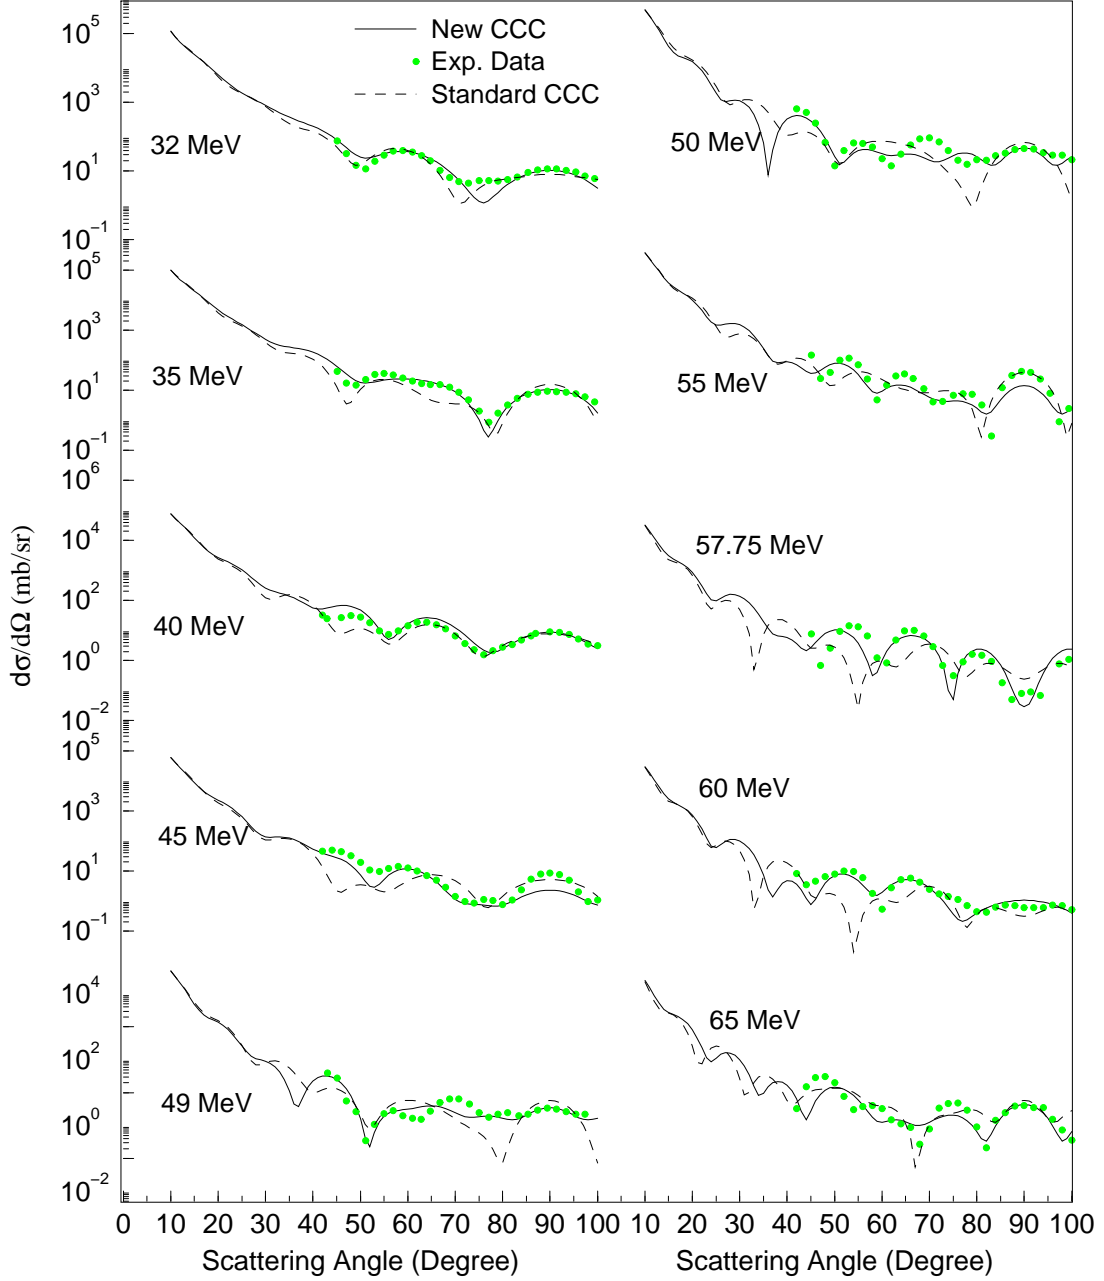 New CCC
Exp. Data
Standard CCC
dσ/dΩ (mb/sr)
10^5
10^3
10^1
10^−1
32 MeV
50 MeV
10^5
10^3
10^1
10^−1
35 MeV
55 MeV
10^6
10^4
10^2
10^0
10^−2
40 MeV
57.75 MeV
10^5
10^3
10^1
10^−1
45 MeV
60 MeV
10^4
10^2
10^0
10^−2
49 MeV
65 MeV
0 10 20 30 40 50 60 70 80 90 100 10 20 30 40 50 60 70 80 90 100
Scattering Angle (Degree) Scattering Angle (Degree)